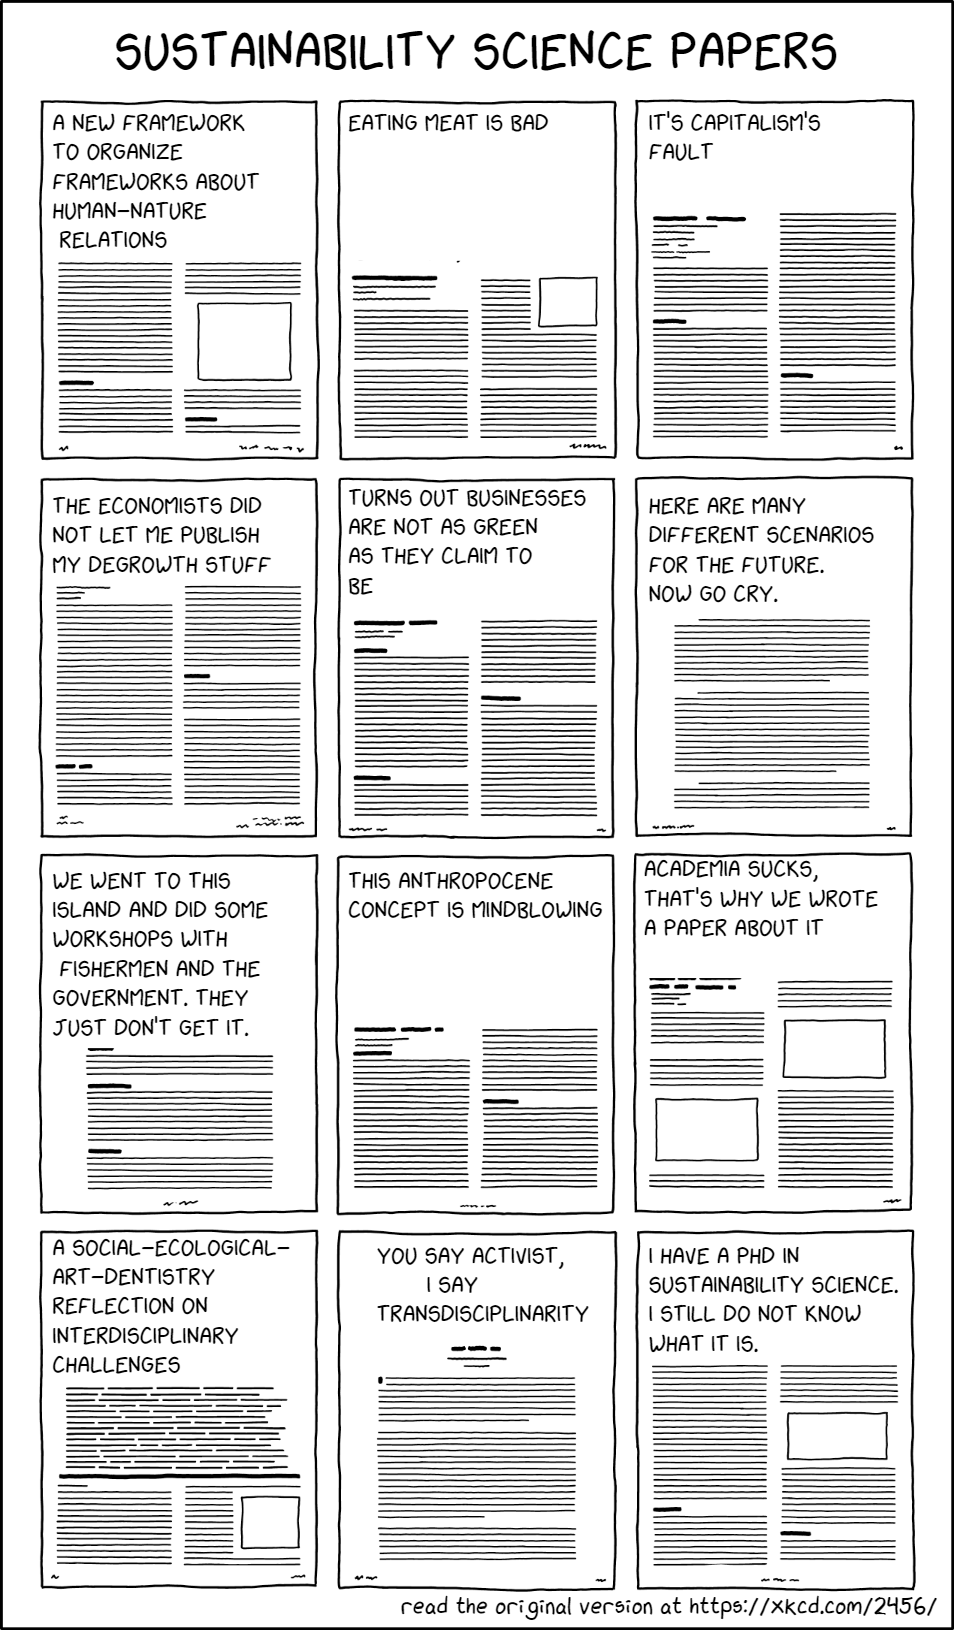 SUSTAINABILITY SCIENCE PAPERS
A NEW FRAMEWORK
TO ORGANIZE
FRAMEWORKS ABOUT
HUMAN-NATURE
RELATIONS
EATING MEAT IS BAD
IT'S CAPITALISM'S
FAULT
THE ECONOMISTS DID
NOT LET ME PUBLISH
MY DEGROWTH STUFF
TURNS OUT BUSINESSES
ARE NOT AS GREEN
AS THEY CLAIM TO
BE
HERE ARE MANY
DIFFERENT SCENARIOS
FOR THE FUTURE.
NOW GO CRY.
WE WENT TO THIS
ISLAND AND DID SOME
WORKSHOPS WITH
FISHERMEN AND THE
GOVERNMENT. THEY
JUST DON'T GET IT.
THIS ANTHROPOCENE
CONCEPT IS MINDBLOWING
ACADEMIA SUCKS,
THAT'S WHY WE WROTE
A PAPER ABOUT IT
A SOCIAL-ECOLOGICAL-
ART-DENTISTRY
REFLECTION ON
INTERDISCIPLINARY
CHALLENGES
YOU SAY ACTIVIST,
I SAY
TRANSDISCIPLINARITY
I HAVE A PHD IN
SUSTAINABILITY SCIENCE.
I STILL DO NOT KNOW
WHAT IT IS.
read the original version at https://xkcd.com/2456/